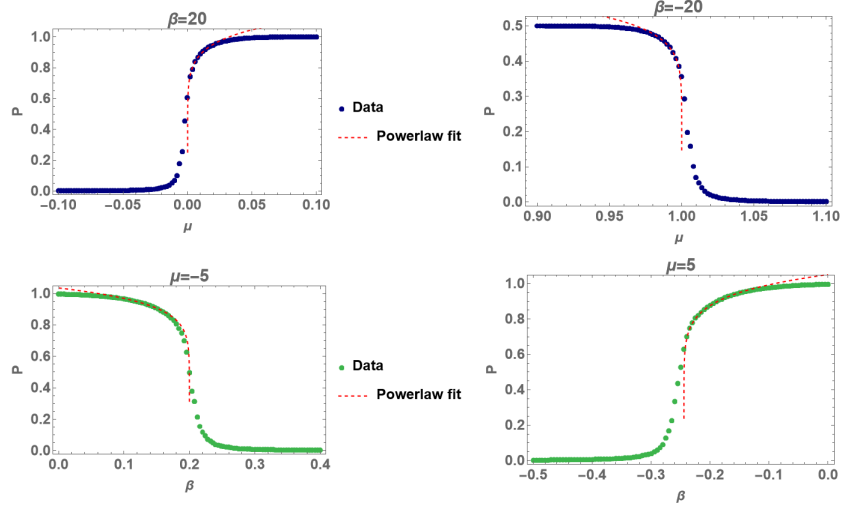 β=20
P
1.0
0.8
0.6
0.4
0.2
0.0
−0.10
−0.05
0.00
0.05
0.10
μ
Data
Powerlaw fit
β=−20
P
0.5
0.4
0.3
0.2
0.1
0.0
0.90
0.95
1.00
1.05
1.10
μ
μ=−5
P
1.0
0.8
0.6
0.4
0.2
0.0
0.0
0.1
0.2
0.3
0.4
β
Data
Powerlaw fit
μ=5
P
1.0
0.8
0.6
0.4
0.2
0.0
−0.5
−0.4
−0.3
−0.2
−0.1
0.0
β